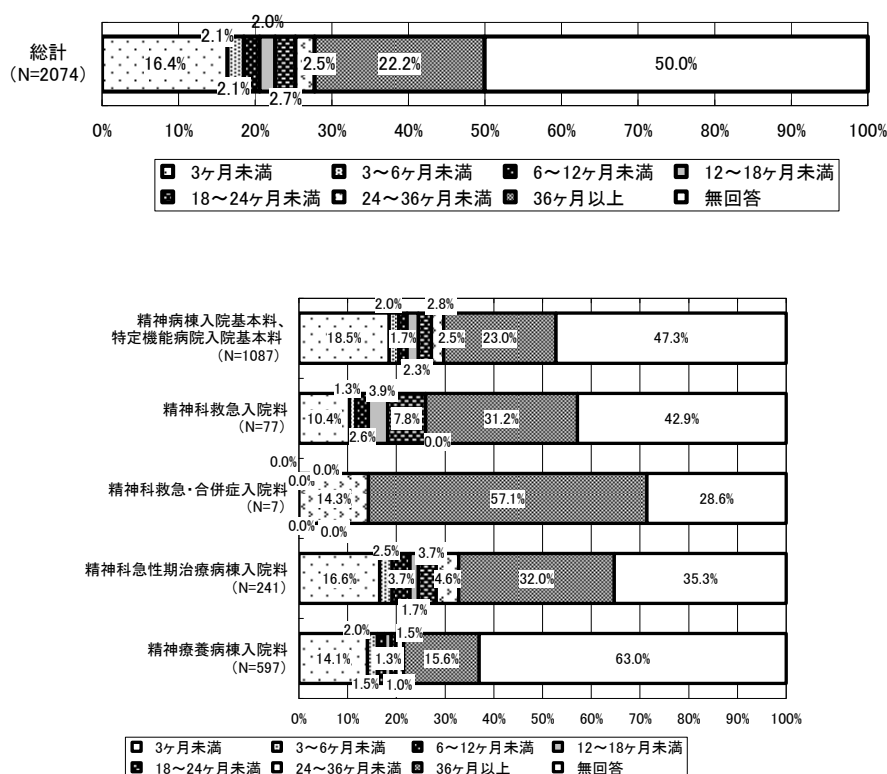 2.0%
2.1%
総計
(N=2074)
16.4%
2.5%
22.2%
50.0%
2.1%
2.7%
0% 10% 20% 30% 40% 50% 60% 70% 80% 90% 100%
3ヶ月未満 3～6ヶ月未満 6～12ヶ月未満 12～18ヶ月未満
18～24ヶ月未満 24～36ヶ月未満 36ヶ月以上 無回答
2.0% 2.8%
精神病棟入院基本料、
特定機能病院入院基本料
(N=1087)
18.5% 1.7% 2.5% 23.0% 47.3%
2.3%
1.3% 3.9%
精神科救急入院料
(N=77)
10.4% 7.8% 31.2% 42.9%
2.6% 0.0%
0.0% 0.0%
0.0%
精神科救急・合併症入院料
(N=7)
14.3% 57.1% 28.6%
0.0% 0.0%
2.5% 3.7%
精神科急性期治療病棟入院料
(N=241)
16.6% 3.7% 4.6% 32.0% 35.3%
1.7%
2.0% 1.5%
精神療養病棟入院料
(N=597)
14.1% 1.3% 15.6% 63.0%
1.5% 1.0%
0% 10% 20% 30% 40% 50% 60% 70% 80% 90% 100%
3ヶ月未満 3～6ヶ月未満 6～12ヶ月未満 12～18ヶ月未満
18～24ヶ月未満 24～36ヶ月未満 36ヶ月以上 無回答